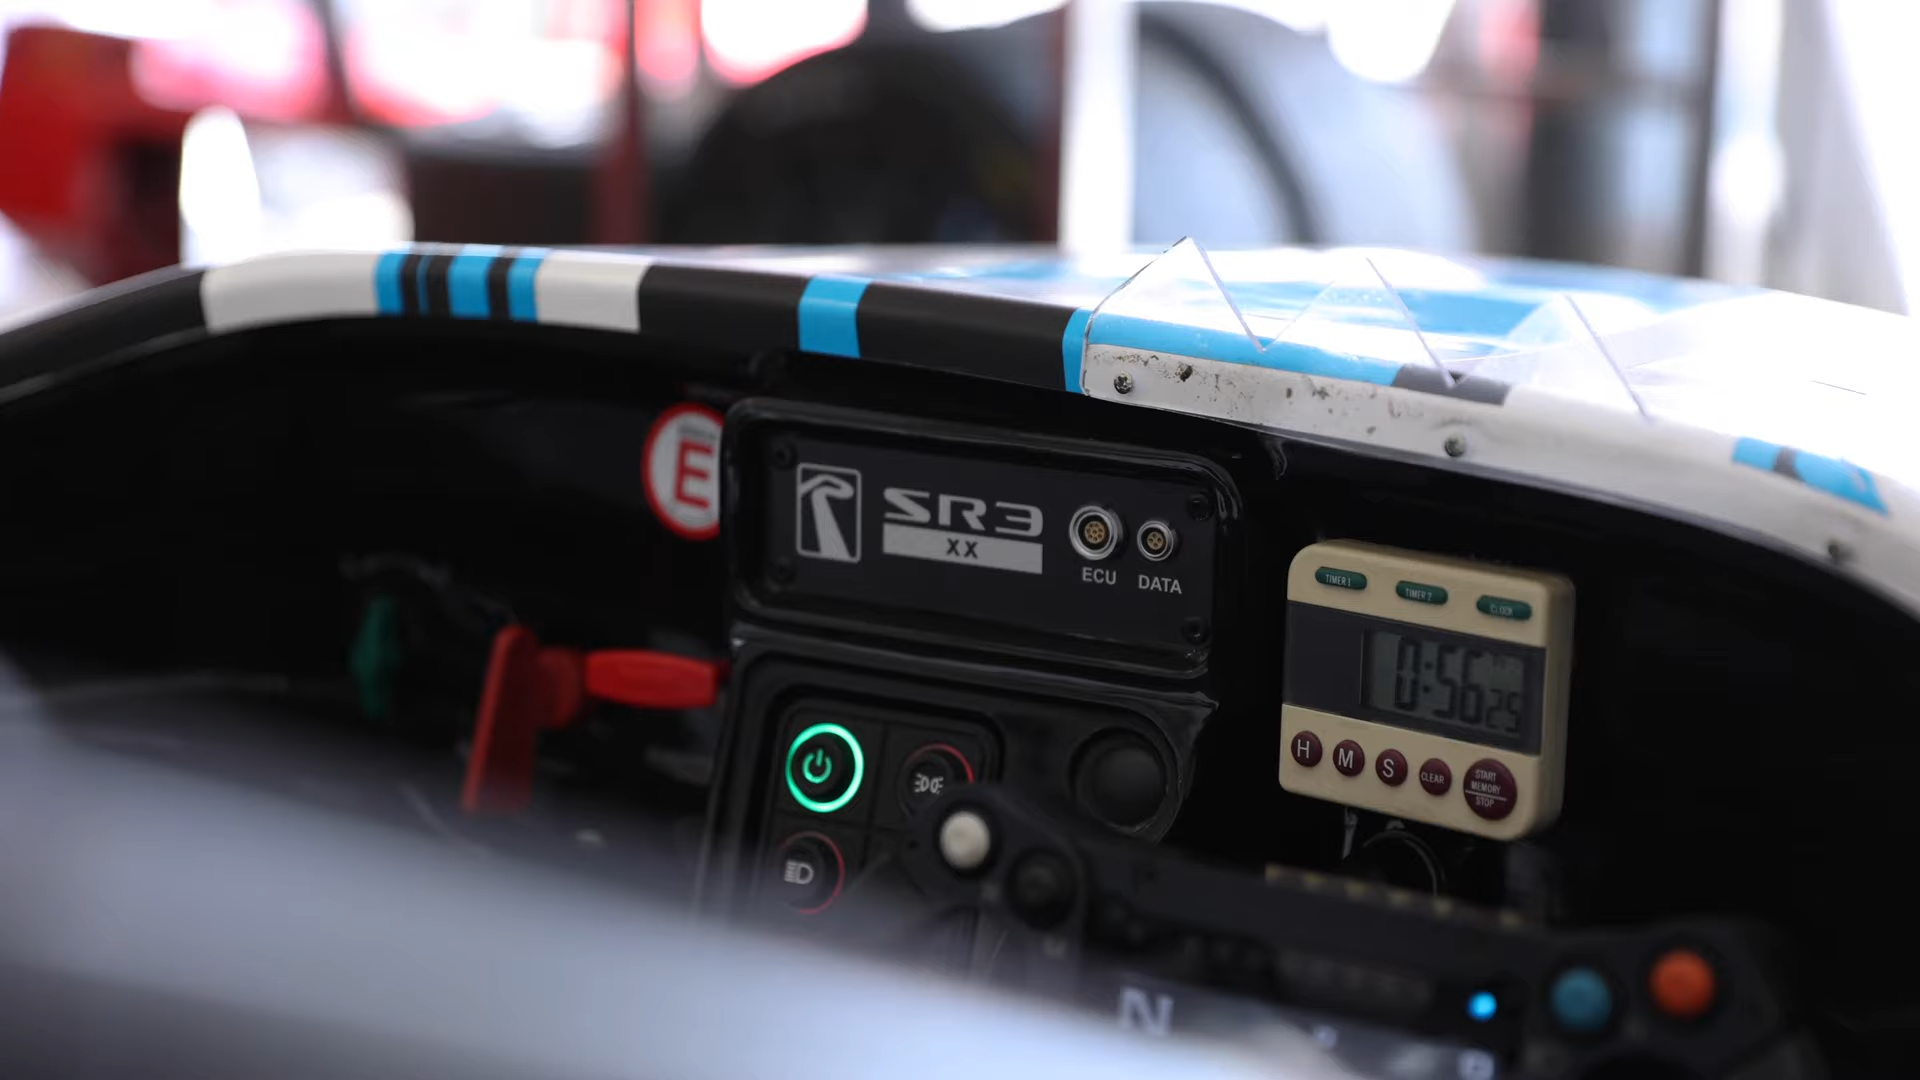 E
SR3
XX
ECU DATA
TIMER 1 TIMER 2 CLOCK
0:56 25
H M S CLEAR START
MEMORY
STOP
N